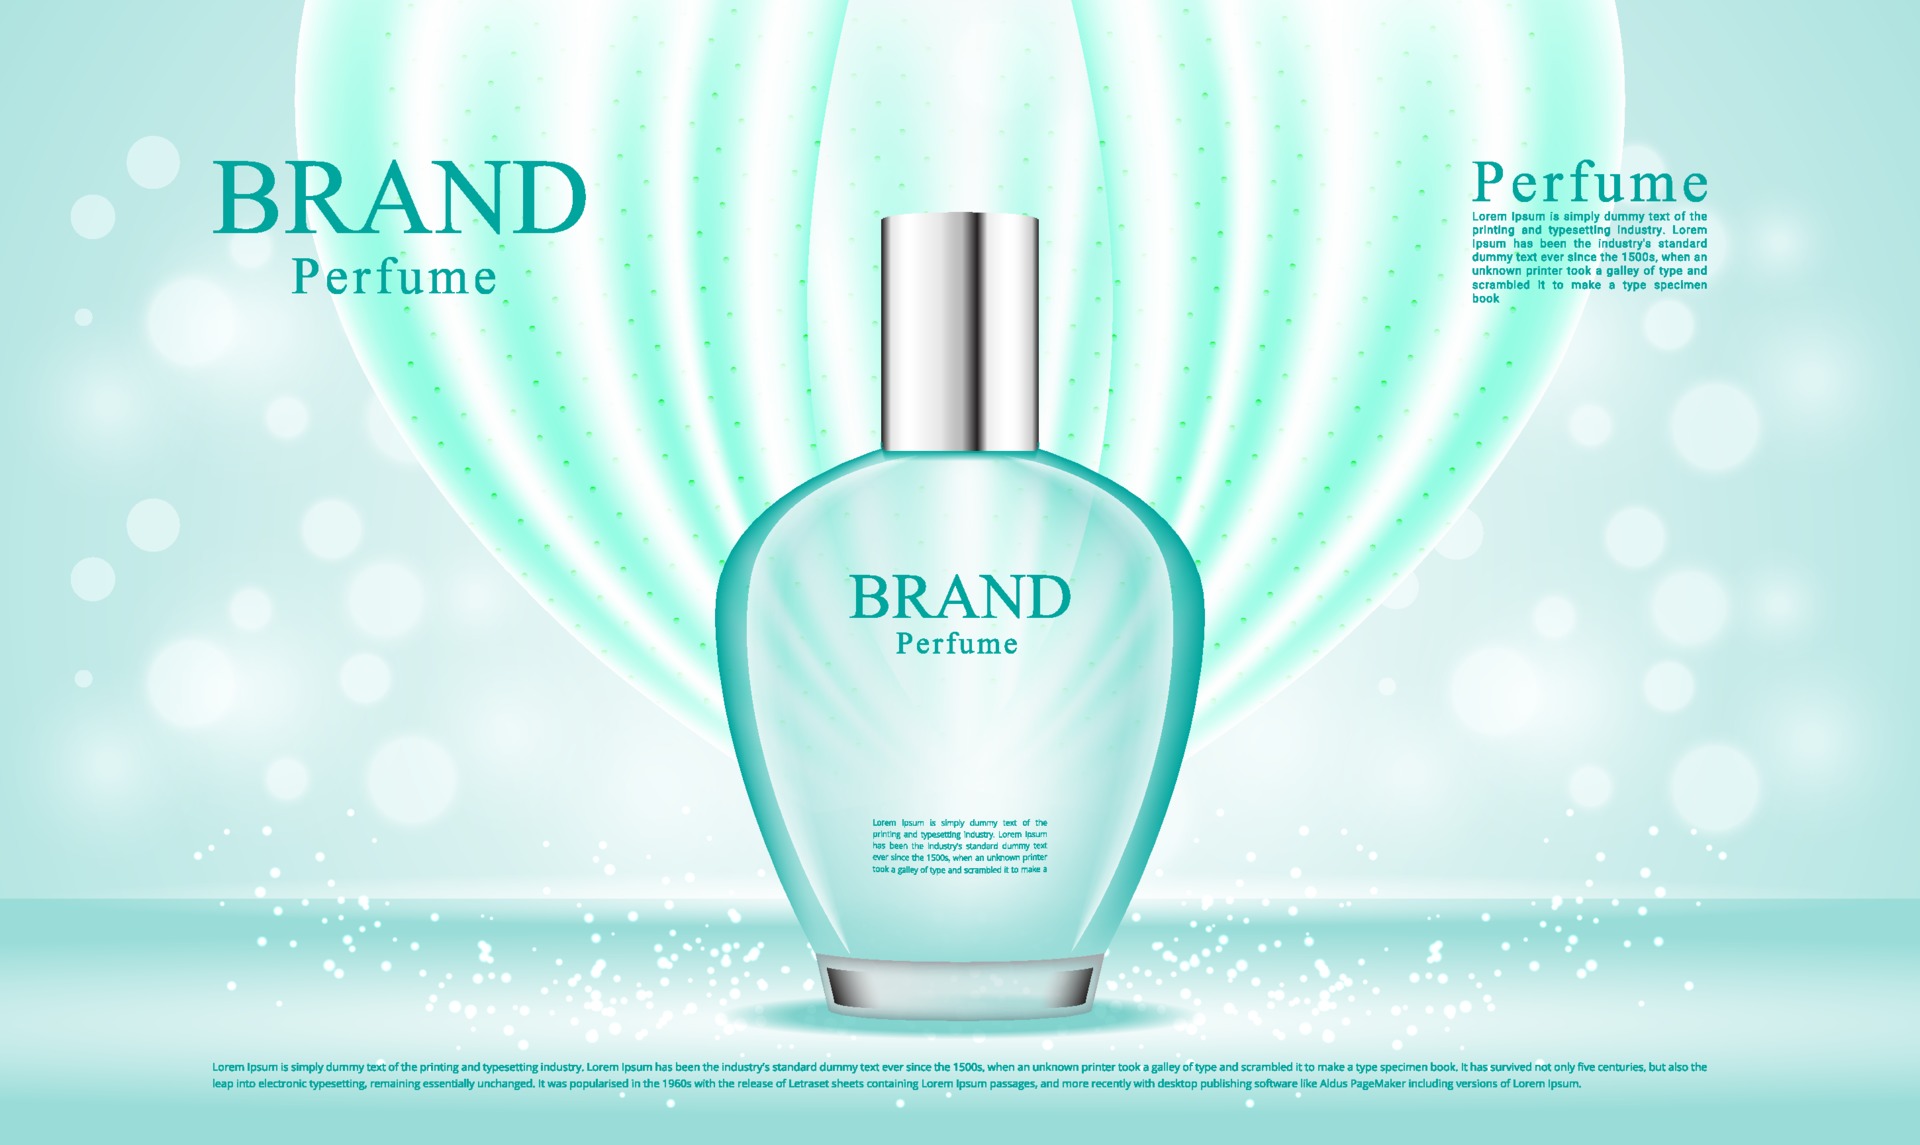 BRAND
Perfume
Perfume
Lorem Ipsum is simply dummy text of the
printing and typesetting industry. Lorem
Ipsum has been the industry's standard
dummy text ever since the 1500s, when an
unknown printer took a galley of type and
scrambled it to make a type specimen
book
BRAND
Perfume
Lorem Ipsum is simply dummy text of the
printing and typesetting industry. Lorem Ipsum
has been the industry's standard dummy text
ever since the 1500s, when an unknown printer
took a galley of type and scrambled it to make a
Lorem Ipsum is simply dummy text of the printing and typesetting industry. Lorem Ipsum has been the industry's standard dummy text ever since the 1500s, when an unknown printer took a galley of type and scrambled it to make a type specimen book. It has survived not only five centuries, but also the
leap into electronic typesetting, remaining essentially unchanged. It was popularised in the 1960s with the release of Letraset sheets containing Lorem Ipsum passages, and more recently with desktop publishing software like Aldus PageMaker including versions of Lorem Ipsum.